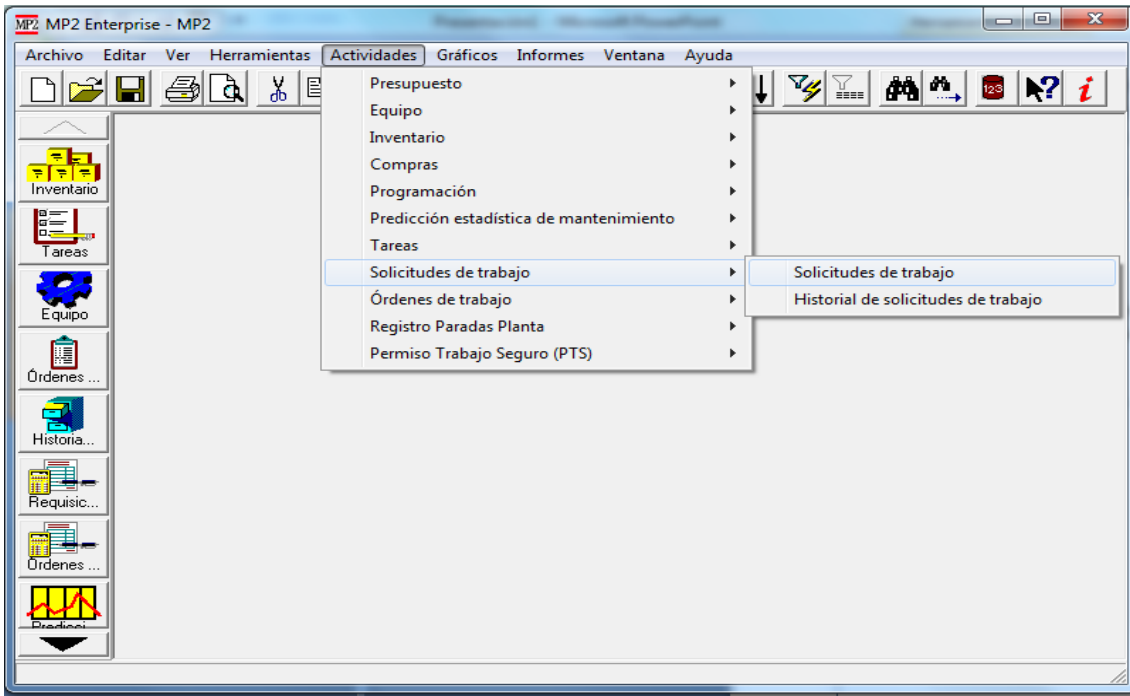 MP2 MP2 Enterprise - MP2
Archivo Editar Ver Herramientas Actividades Gráficos Informes Ventana Ayuda
123
Presupuesto
Equipo
Inventario
Compras
Programación
Predicción estadística de mantenimiento
Tareas
Solicitudes de trabajo
Órdenes de trabajo
Registro Paradas Planta
Permiso Trabajo Seguro (PTS)
Solicitudes de trabajo
Historial de solicitudes de trabajo
Inventario
Tareas
Equipo
Órdenes ...
Historia...
Requisic...
Órdenes ...
Predicci...